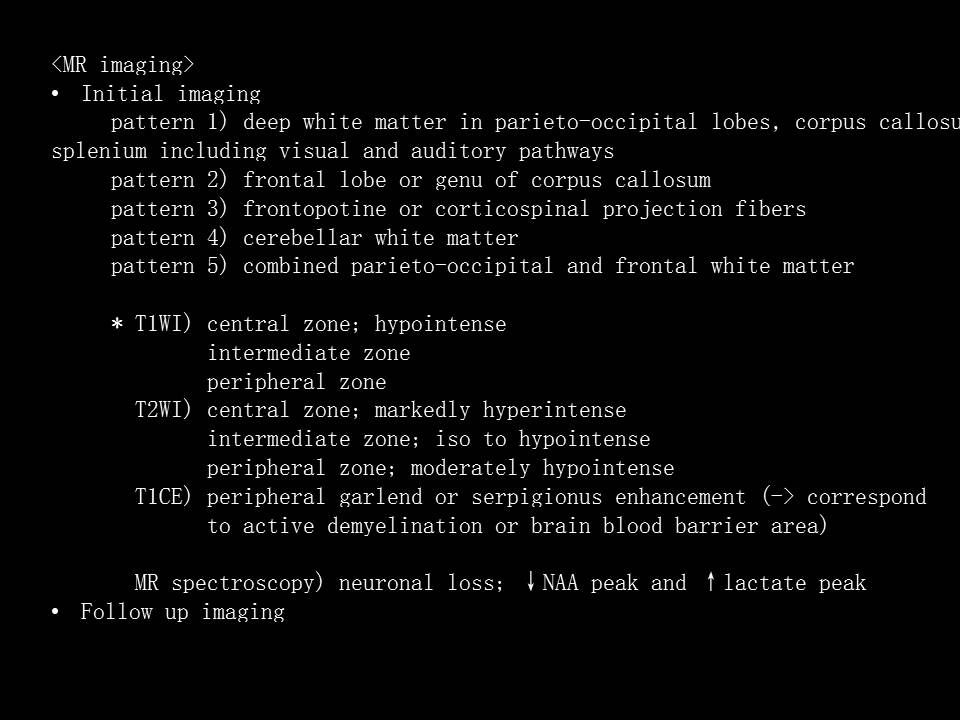 <MR imaging>
• Initial imaging
pattern 1) deep white matter in parieto-occipital lobes, corpus callosu
splenium including visual and auditory pathways
pattern 2) frontal lobe or genu of corpus callosum
pattern 3) frontopotine or corticospinal projection fibers
pattern 4) cerebellar white matter
pattern 5) combined parieto-occipital and frontal white matter
* T1WI) central zone; hypointense
intermediate zone
peripheral zone
T2WI) central zone; markedly hyperintense
intermediate zone; iso to hypointense
peripheral zone; moderately hypointense
T1CE) peripheral garlend or serpigionus enhancement (-> correspond
to active demyelination or brain blood barrier area)
MR spectroscopy) neuronal loss; ↓NAA peak and ↑lactate peak
• Follow up imaging